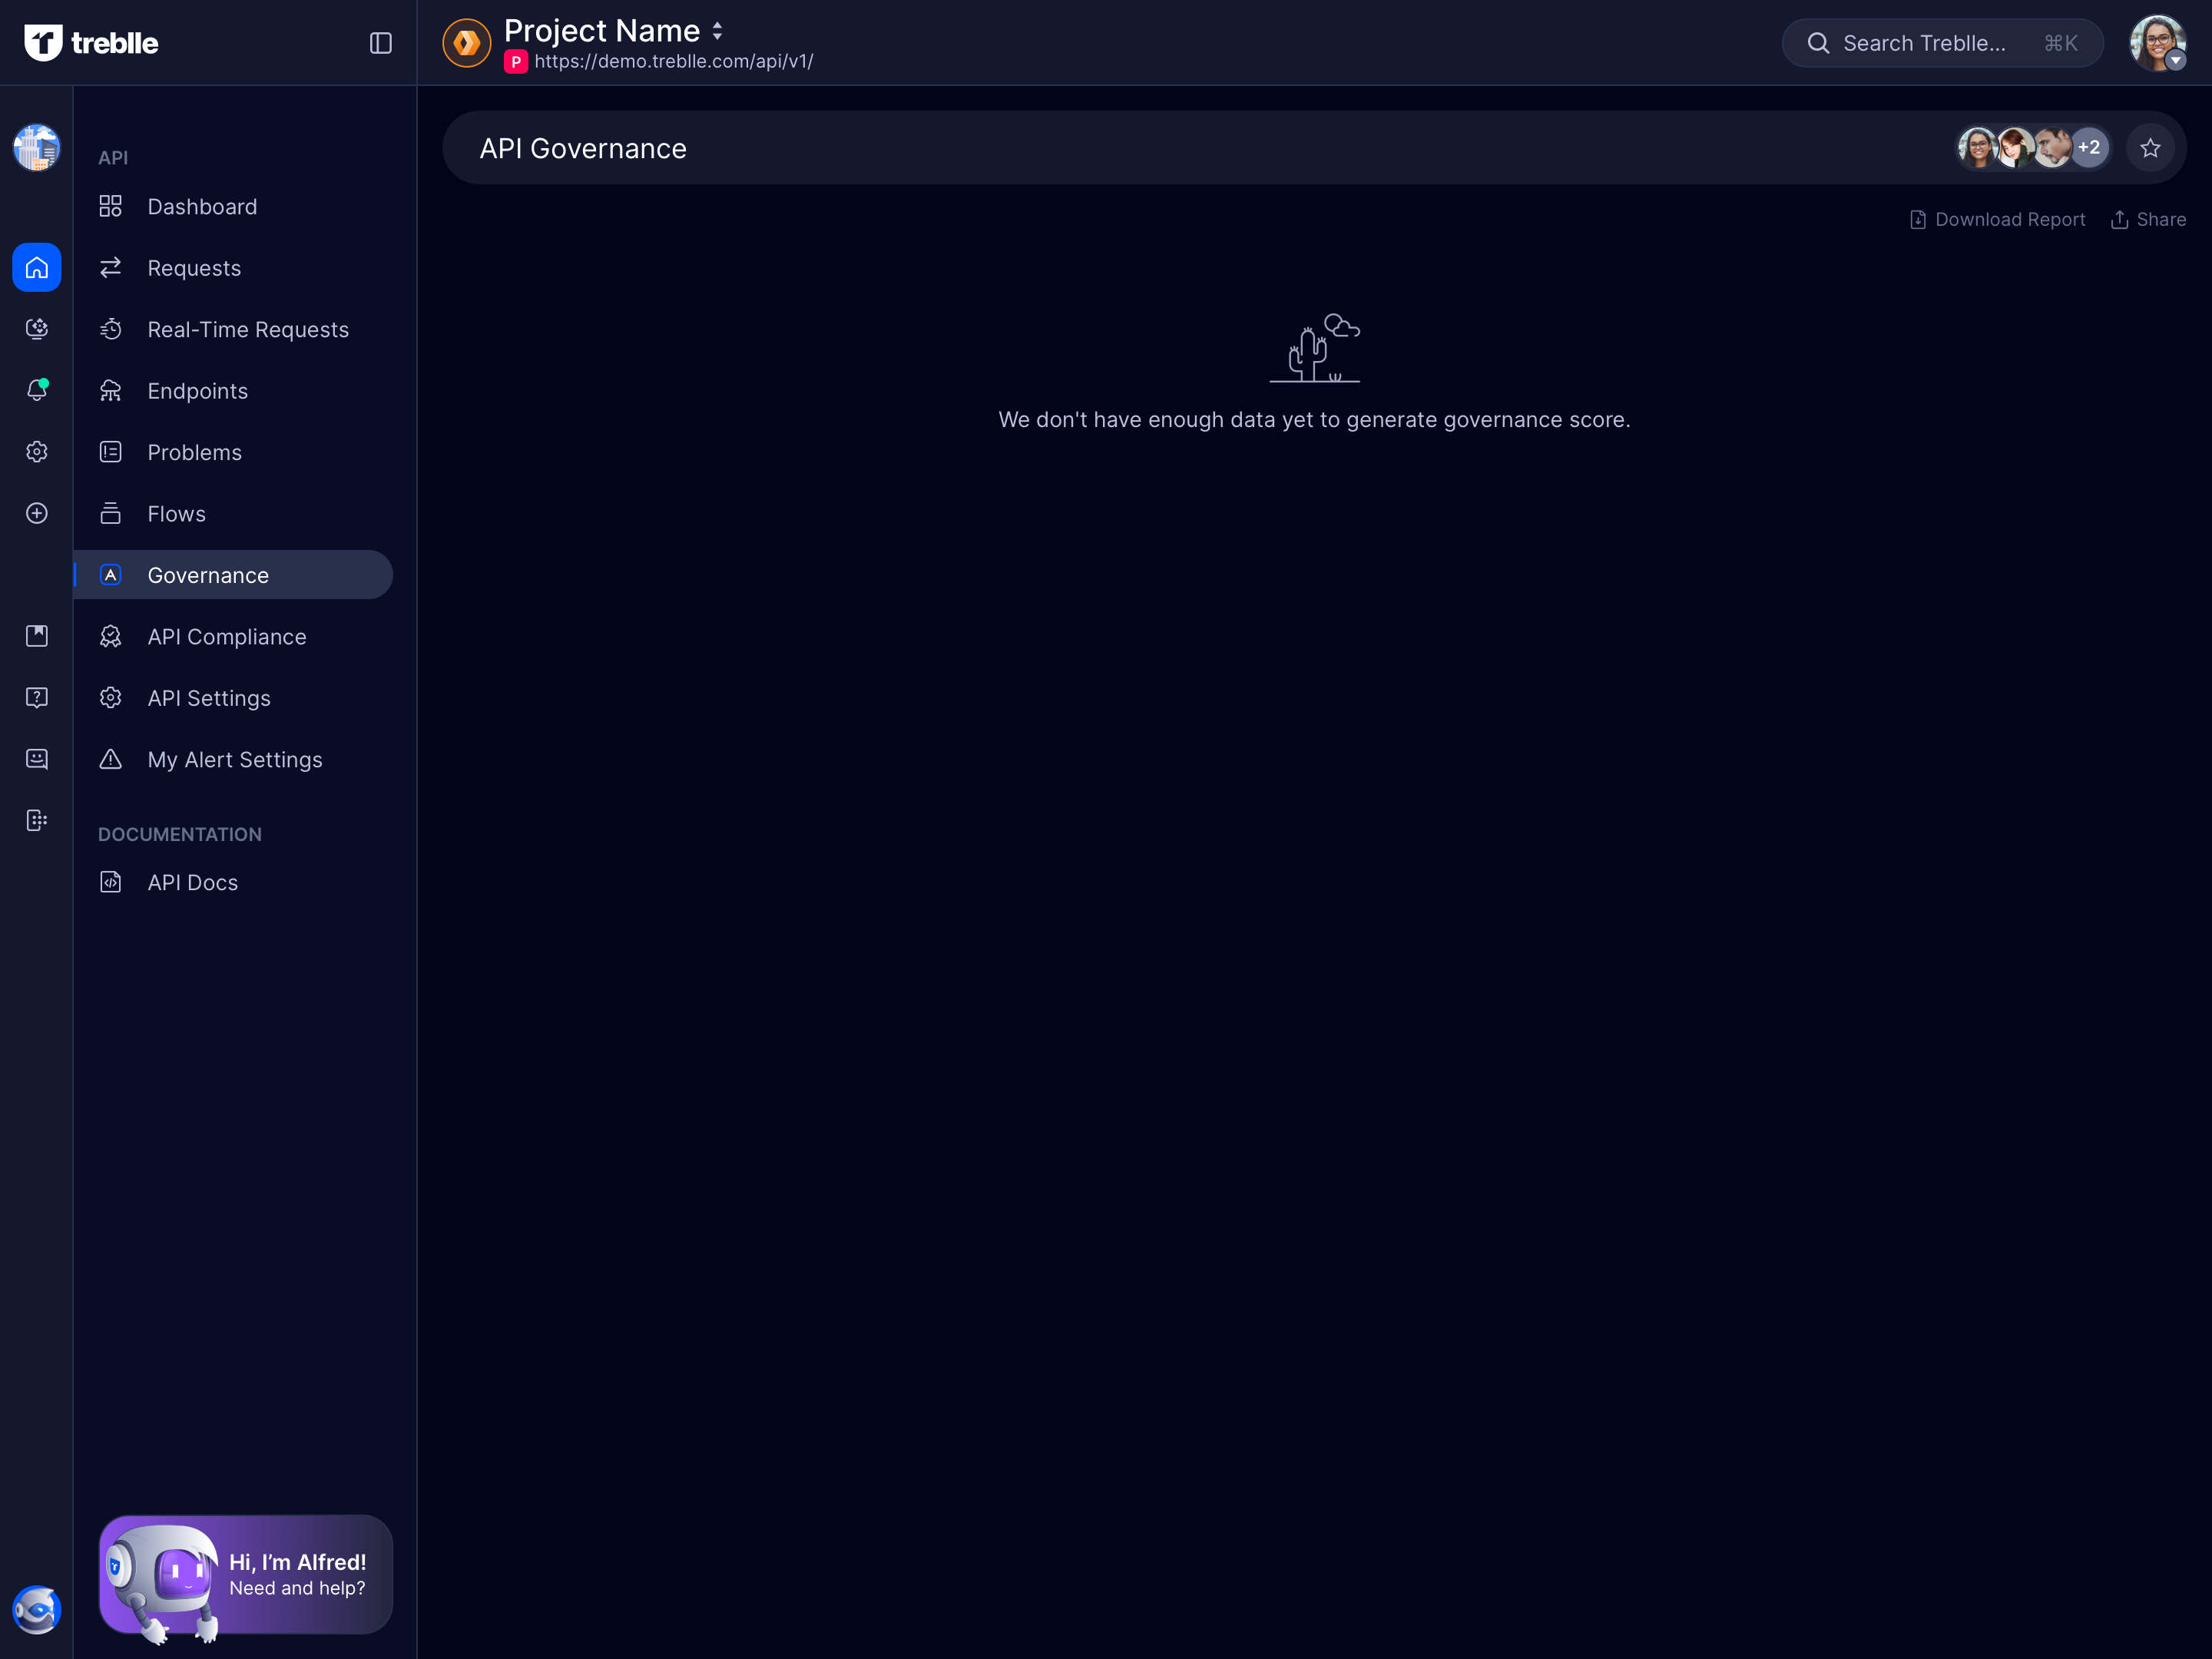 treblle
Project Name
P https://demo.treblle.com/api/v1/
Search Treblle... ⌘K
API
Dashboard
Requests
Real-Time Requests
Endpoints
Problems
Flows
A Governance
API Compliance
API Settings
My Alert Settings
DOCUMENTATION
API Docs
Hi, I’m Alfred!
Need and help?
API Governance
+2
Download Report
Share
We don't have enough data yet to generate governance score.